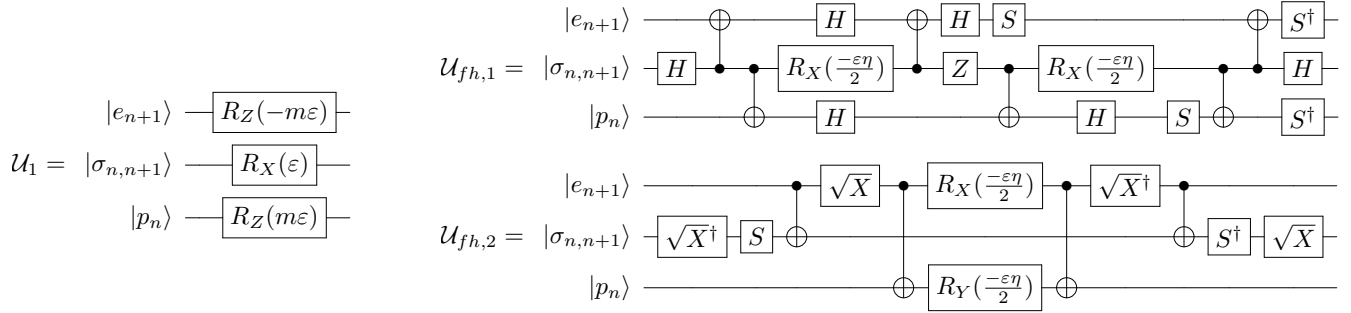 |e_{n+1}⟩ H H S S†
𝒰_{fh,1} = |σ_{n,n+1}⟩ H R_X(−εη/2) Z R_X(−εη/2) H
|p_n⟩ H H S S†
|e_{n+1}⟩ R_Z(−mε)
𝒰_1 = |σ_{n,n+1}⟩ R_X(ε)
|p_n⟩ R_Z(mε)
|e_{n+1}⟩ √X R_X(−εη/2) √X†
𝒰_{fh,2} = |σ_{n,n+1}⟩ √X† S S† √X
|p_n⟩ R_Y(−εη/2)